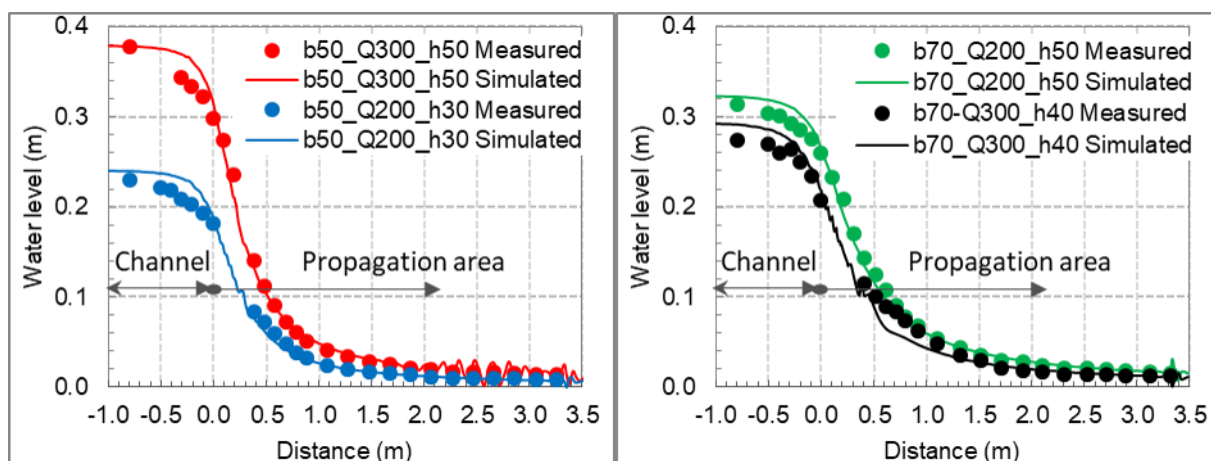 0.4
b50_Q300_h50 Measured
b50_Q300_h50 Simulated
b50_Q200_h30 Measured
b50_Q200_h30 Simulated
0.3
0.2
0.1
0.0
Water level (m)
Channel
Propagation area
-1.0 -0.5 0.0 0.5 1.0 1.5 2.0 2.5 3.0 3.5
Distance (m)
0.4
b70_Q200_h50 Measured
b70_Q200_h50 Simulated
b70-Q300_h40 Measured
b70_Q300_h40 Simulated
0.3
0.2
0.1
0.0
Water level (m)
Channel
Propagation area
-1.0 -0.5 0.0 0.5 1.0 1.5 2.0 2.5 3.0 3.5
Distance (m)